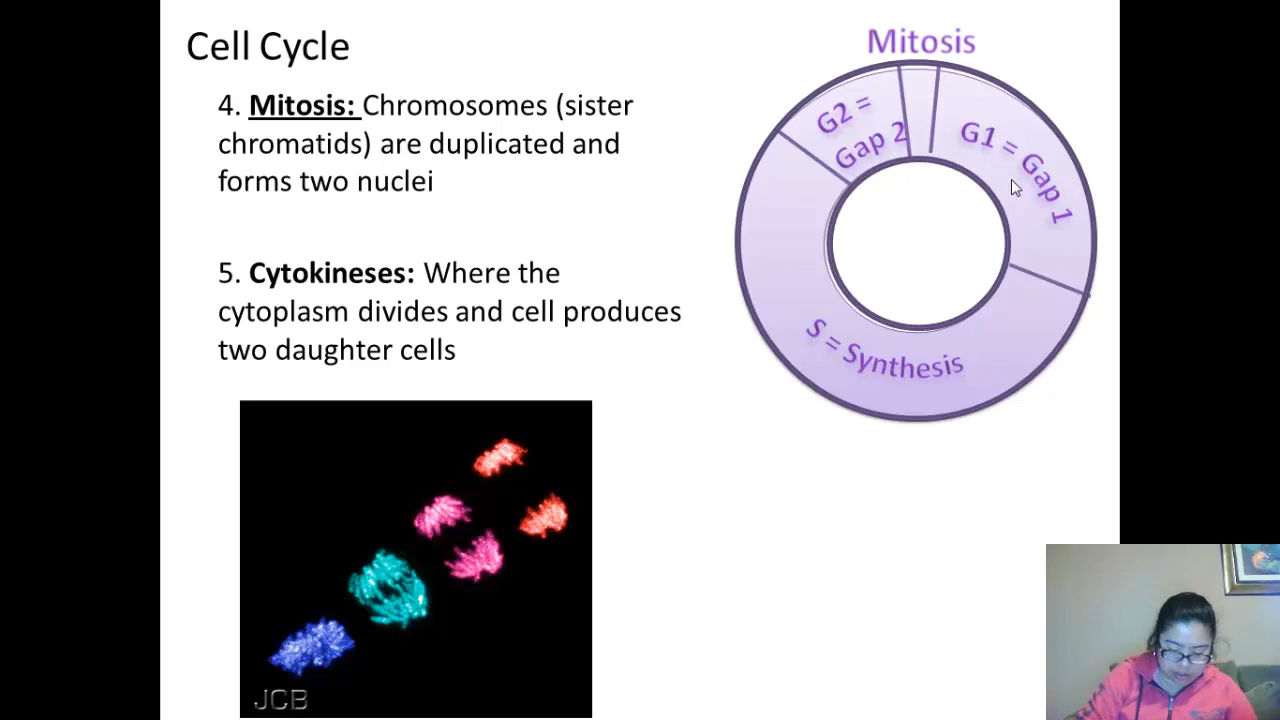 Cell Cycle
4. Mitosis: Chromosomes (sister
chromatids) are duplicated and
forms two nuclei
5. Cytokineses: Where the
cytoplasm divides and cell produces
two daughter cells
JCB
Mitosis
G2 =
Gap 2
G1 = Gap 1
S = Synthesis